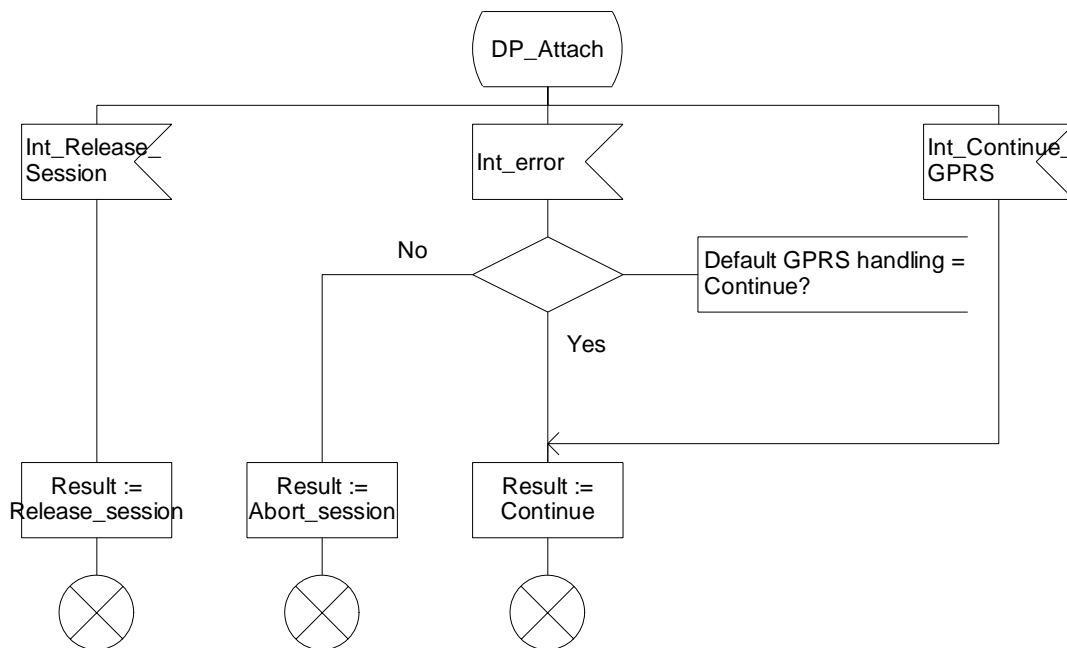 DP_Attach
Int_Release_
Session
Int_error
Int_Continue_
GPRS
No
Default GPRS handling =
Continue?
Yes
Result :=
Release_session
Result :=
Abort_session
Result :=
Continue